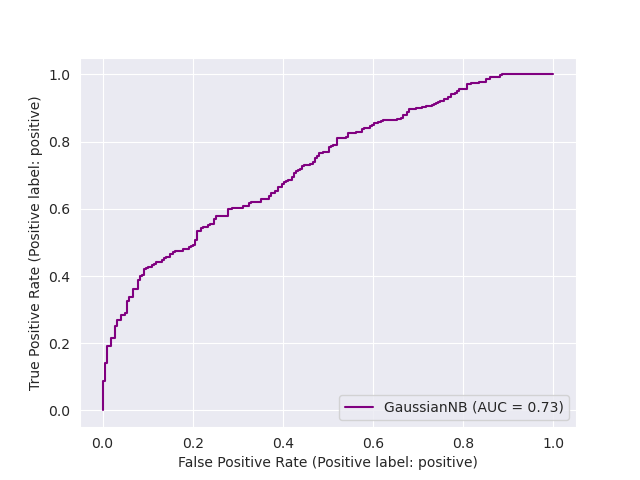 1.0
0.8
0.6
0.4
0.2
0.0
True Positive Rate (Positive label: positive)
GaussianNB (AUC = 0.73)
0.0 0.2 0.4 0.6 0.8 1.0
False Positive Rate (Positive label: positive)